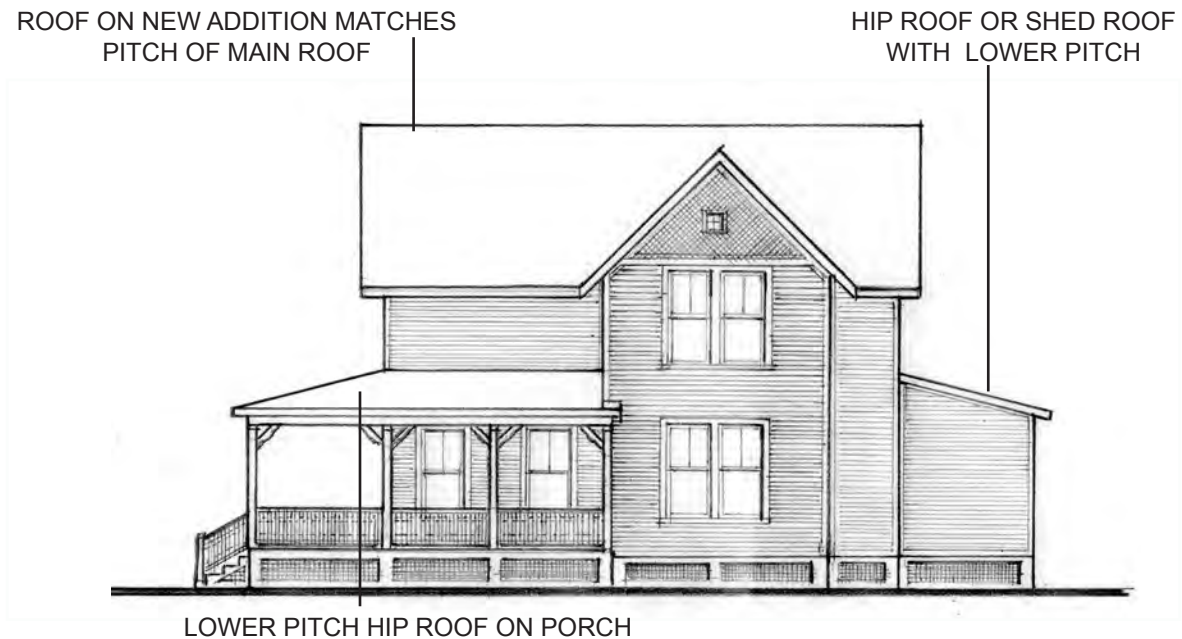 ROOF ON NEW ADDITION MATCHES
PITCH OF MAIN ROOF
HIP ROOF OR SHED ROOF
WITH LOWER PITCH
LOWER PITCH HIP ROOF ON PORCH